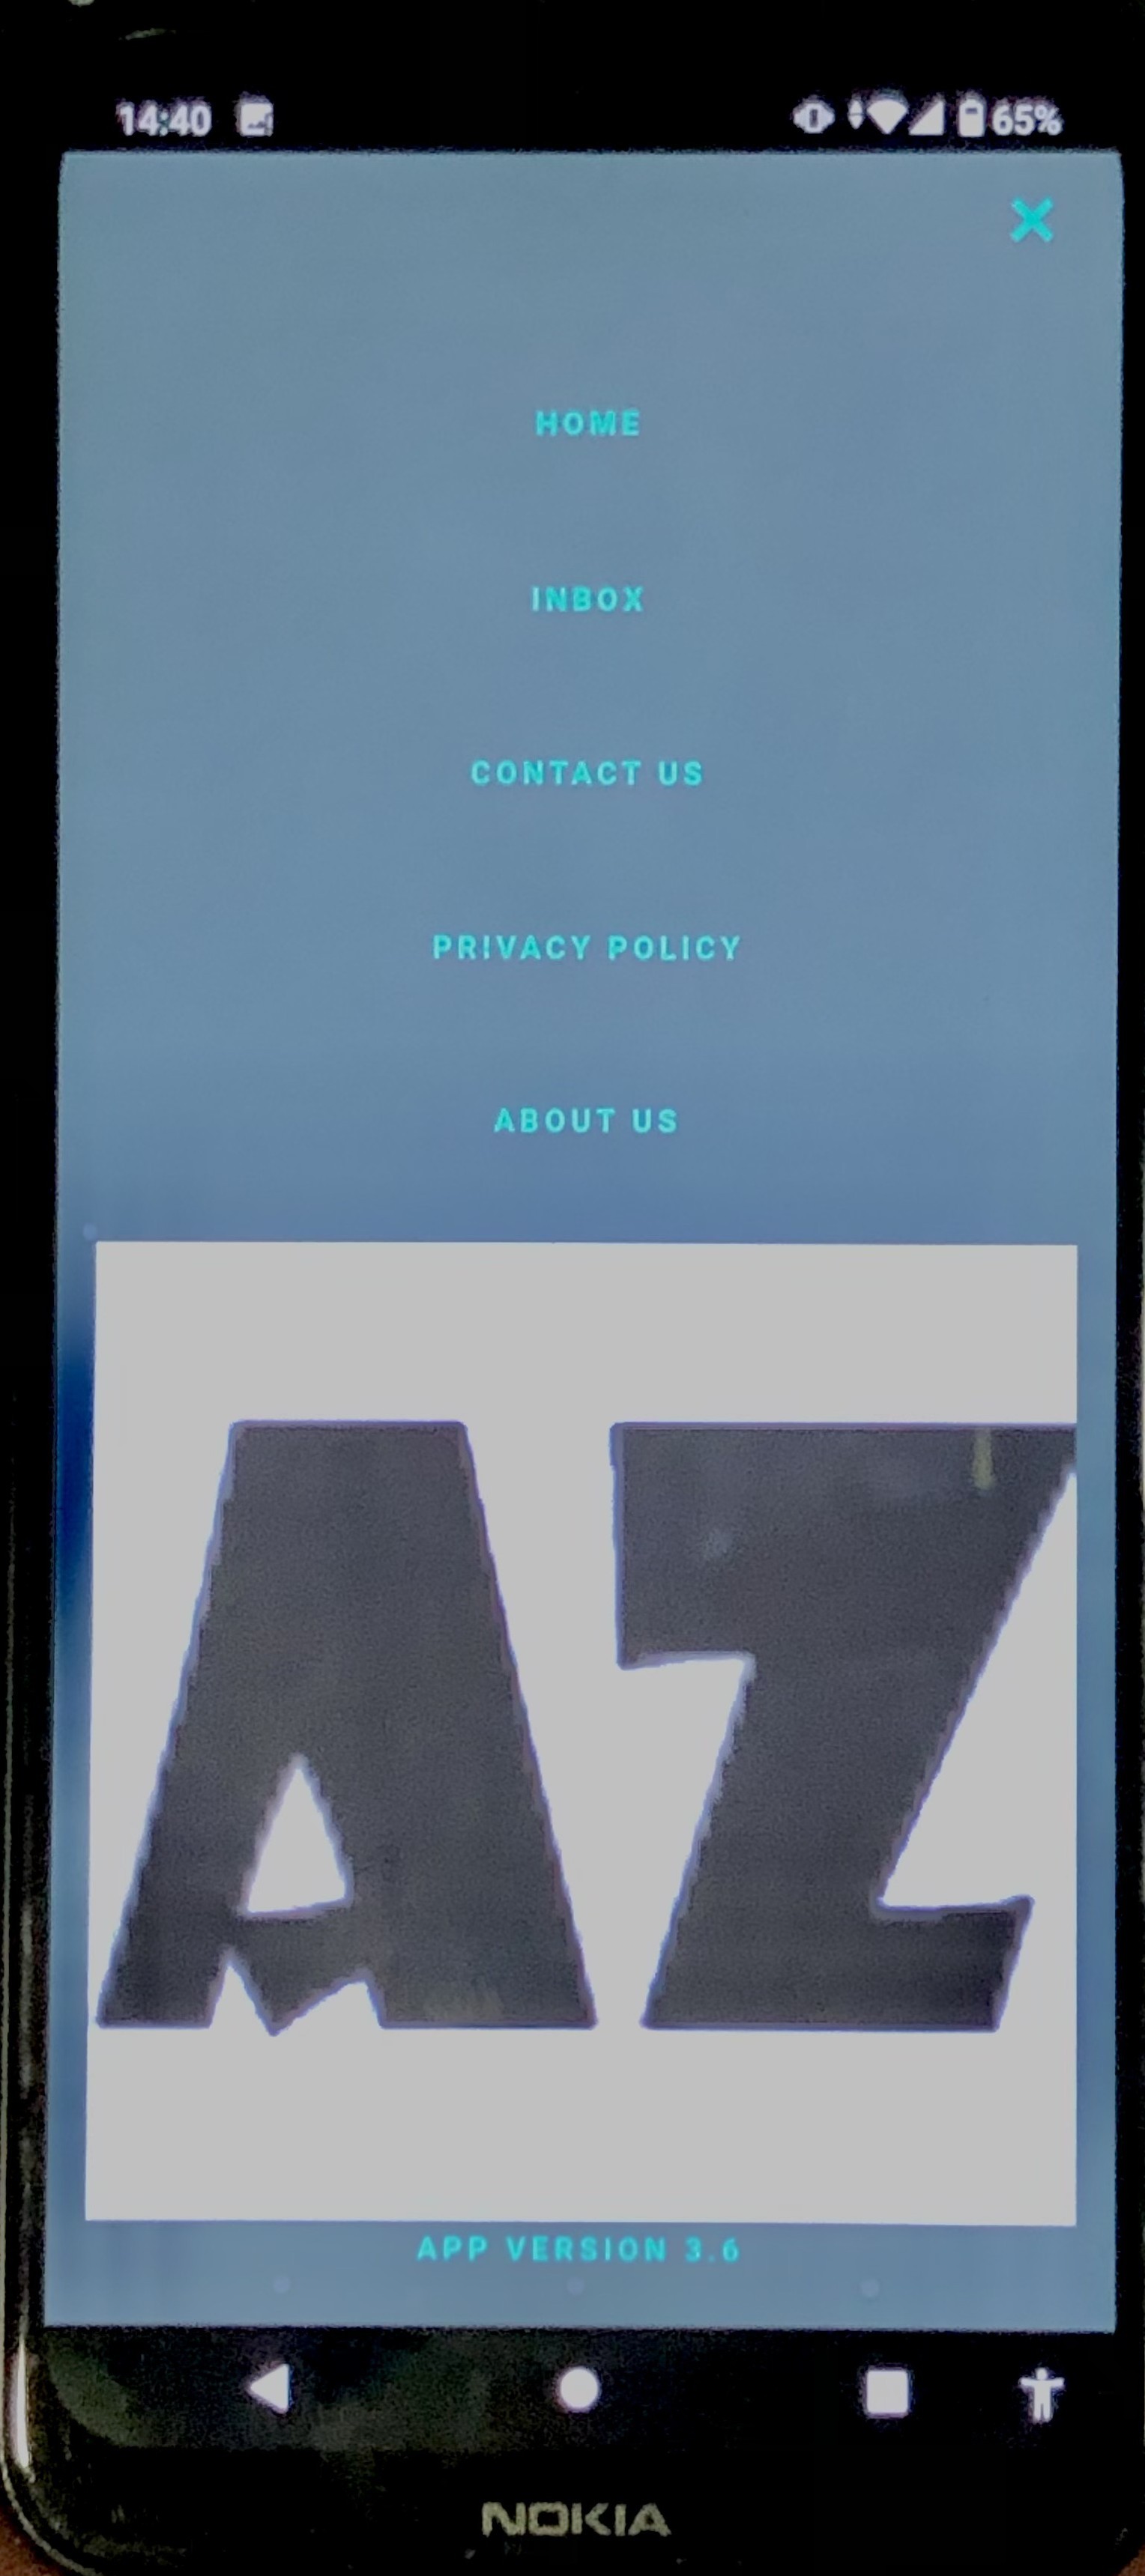 14:40 65%
HOME
INBOX
CONTACT US
PRIVACY POLICY
ABOUT US
AZ
APP VERSION 3.6
NOKIA